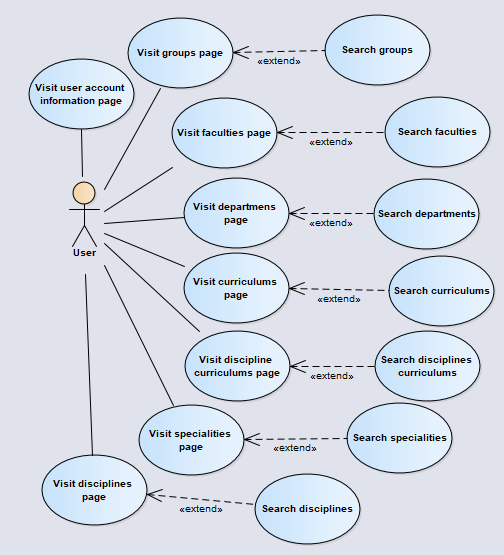 Visit groups page
Search groups
«extend»
Visit user account
information page
Visit faculties page
Search faculties
«extend»
Visit departmens
page
Search departments
«extend»
User
Visit curriculums
page
Search curriculums
«extend»
Visit discipline
curriculums page
Search disciplines
curriculums
«extend»
Visit specialities
page
Search specialities
«extend»
Visit disciplines
page
Search disciplines
«extend»